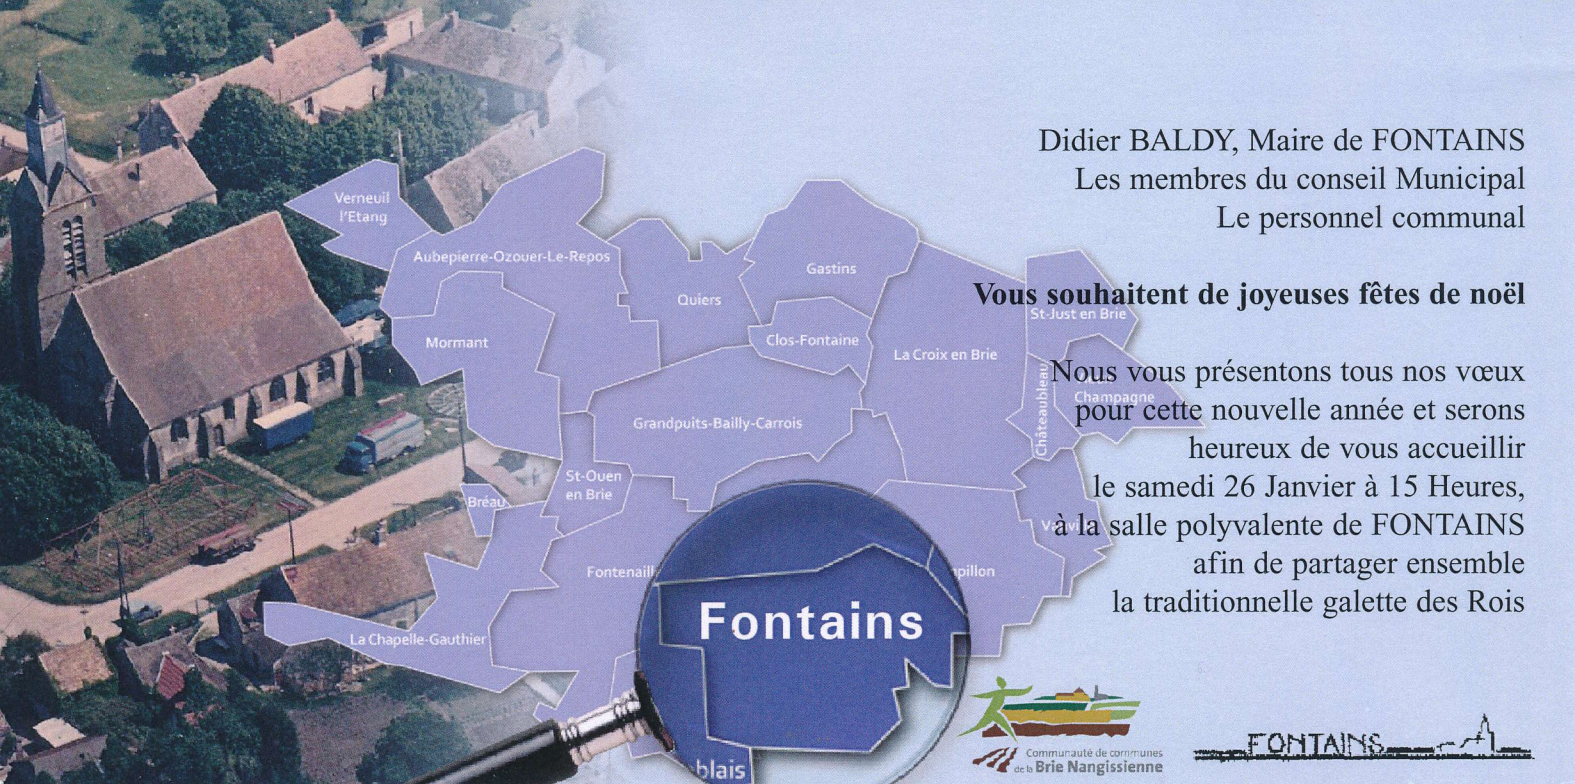 Didier BALDY, Maire de FONTAINS
Les membres du conseil Municipal
Le personnel communal
Vous souhaitent de joyeuses fêtes de noël
Nous vous présentons tous nos vœux
pour cette nouvelle année et serons
heureux de vous accueillir
le samedi 26 Janvier à 15 Heures,
à la salle polyvalente de FONTAINS
afin de partager ensemble
la traditionnelle galette des Rois
Verneuil
l'Etang
Aubepierre-Ozouer-Le-Repos
Quiers
Gastins
Mormant
Clos-Fontaine
La Croix en Brie
St-Just en Brie
Châteaubleau
Champagne
Grandpuits-Bailly-Carrois
St-Ouen
en Brie
Bréau
Fontenaill
pillon
Fontains
La Chapelle-Gauthier
blais
Communauté de communes
de la Brie Nangissienne
FONTAINS